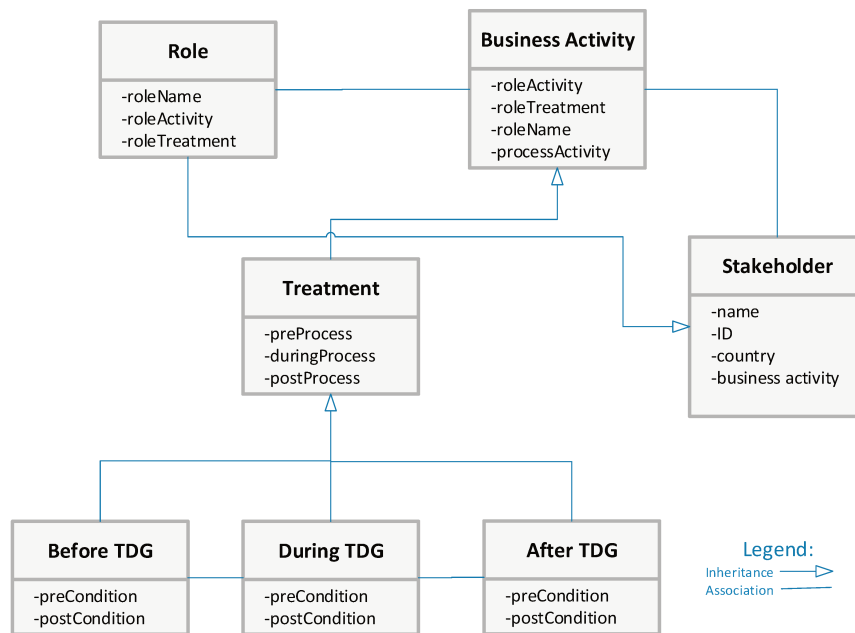 Role
-roleName
-roleActivity
-roleTreatment
Business Activity
-roleActivity
-roleTreatment
-roleName
-processActivity
Stakeholder
-name
-ID
-country
-business activity
Treatment
-preProcess
-duringProcess
-postProcess
Before TDG
-preCondition
-postCondition
During TDG
-preCondition
-postCondition
After TDG
-preCondition
-postCondition
Legend:
Inheritance
Association